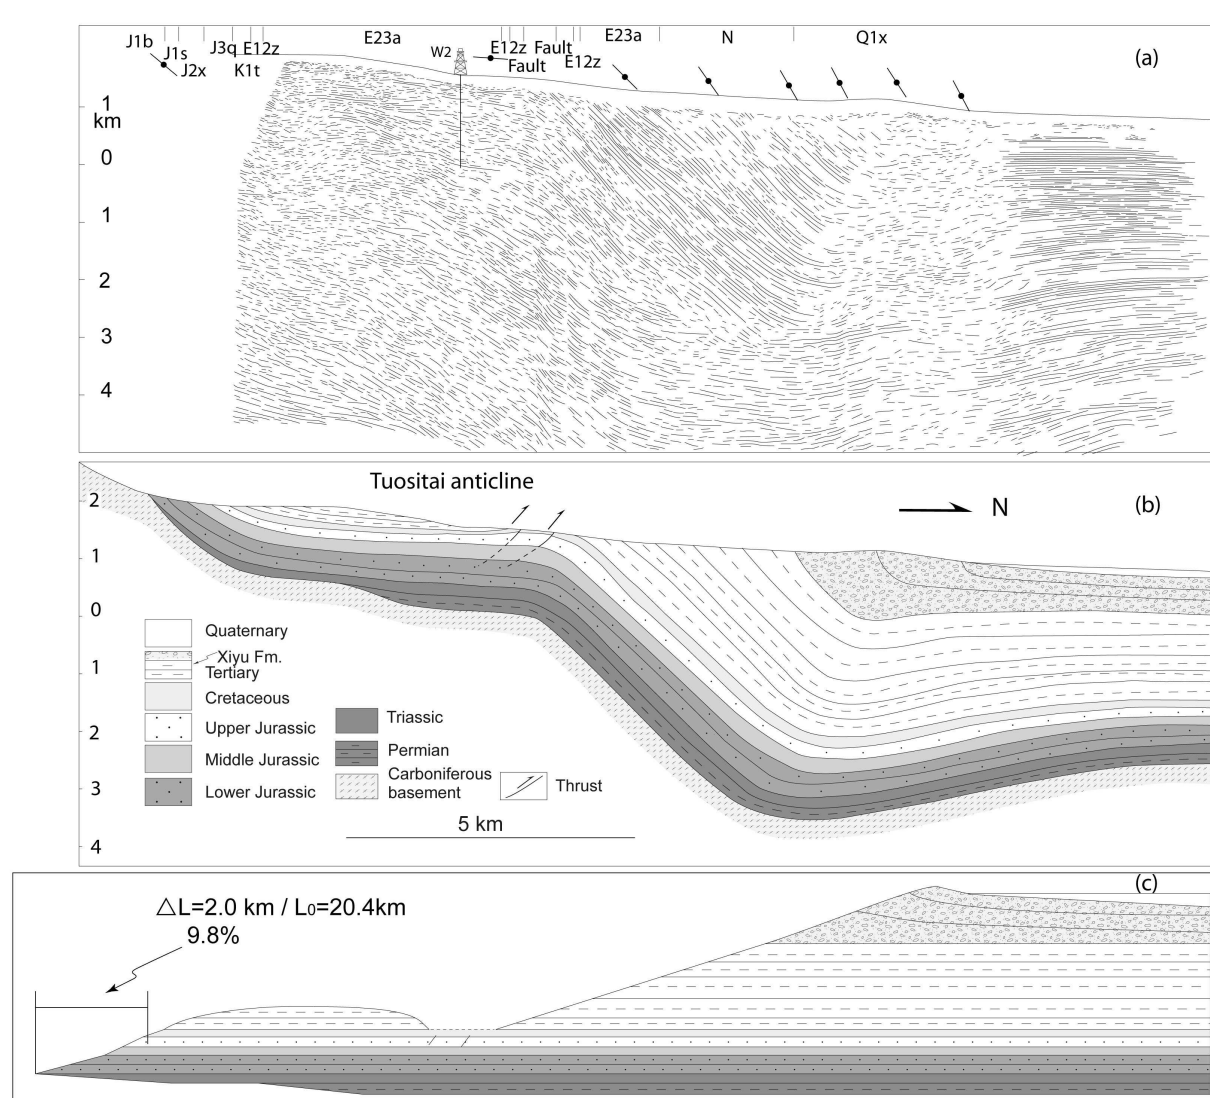 E23a W2 E12z Fault E23a N Q1x
J1b J1s J3q E12z Fault E12z
J2x K1t
(a)
1
km
0
1
2
3
4
Tuositai anticline
N
(b)
2
1
0
1
2
3
4
Quaternary
Xiyu Fm.
Tertiary
Cretaceous
Upper Jurassic
Middle Jurassic
Lower Jurassic
Triassic
Permian
Carboniferous
basement
Thrust
5 km
(c)
△L=2.0 km / L0=20.4km
9.8%